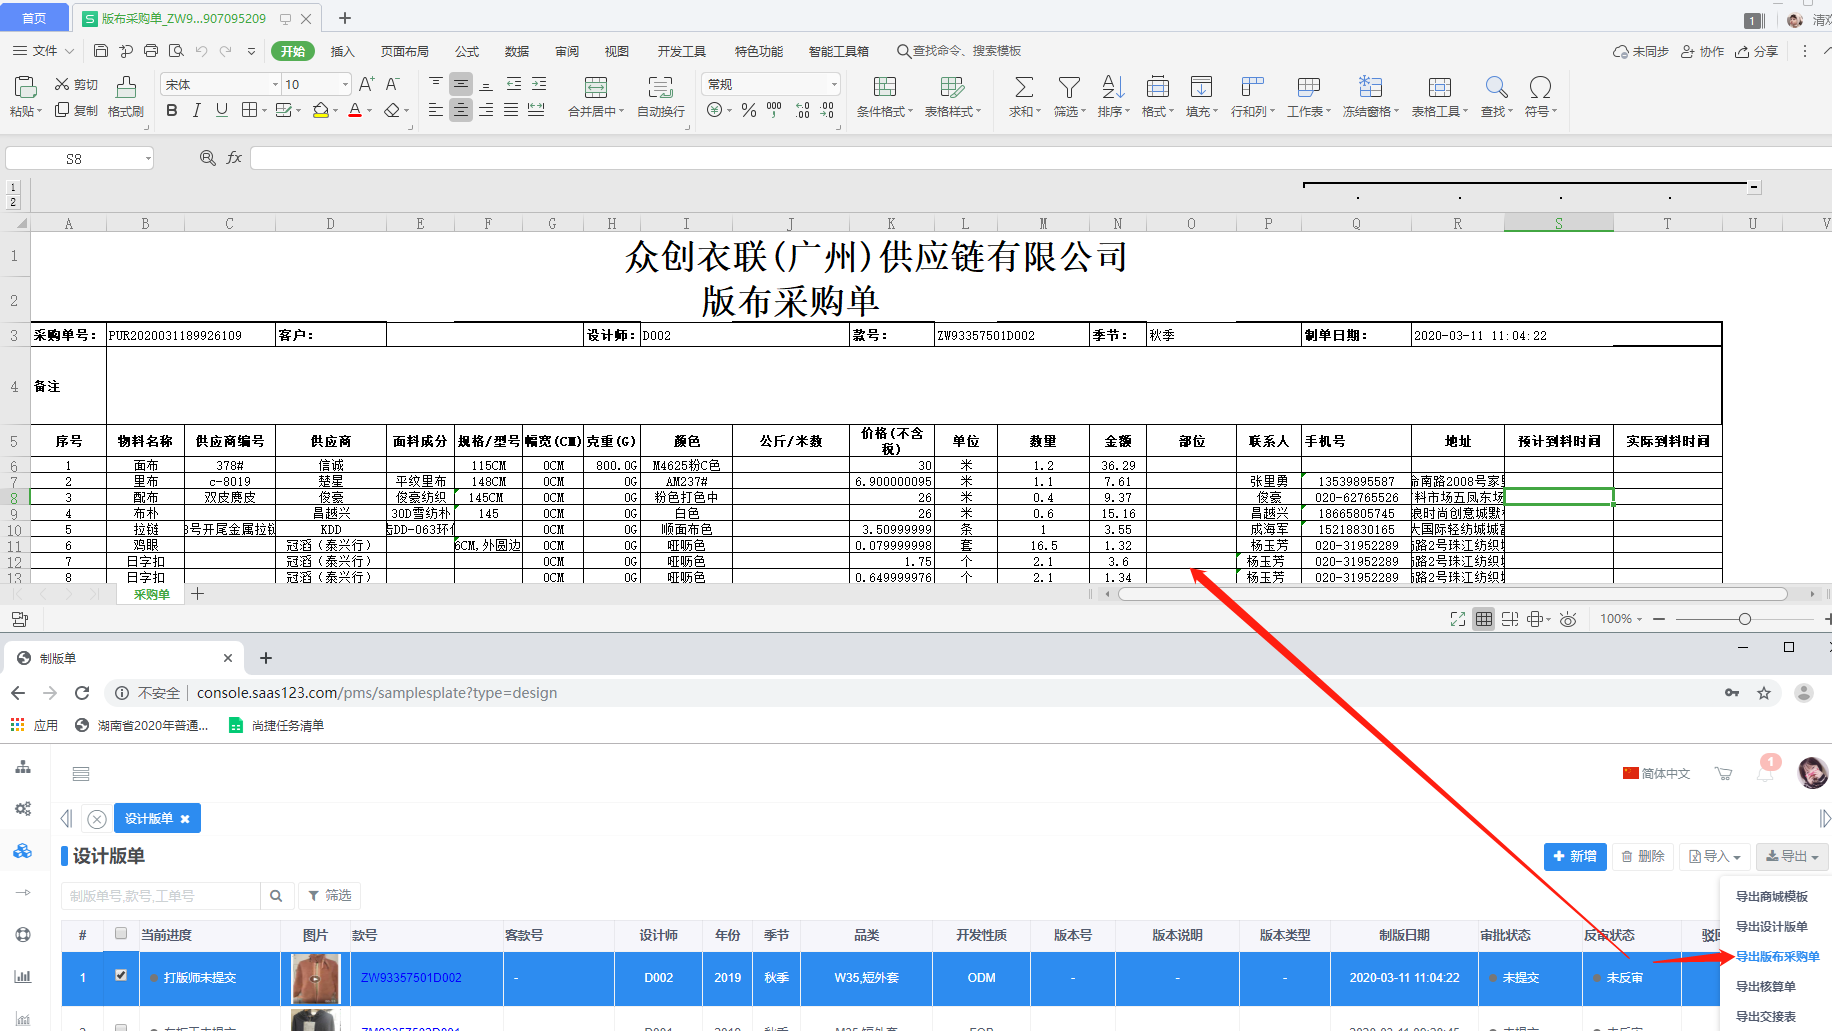 首页
版布采购单_ZW9...907095209
1
清欢
文件
开始 插入 页面布局 公式 数据 审阅 视图 开发工具 特色功能 智能工具箱 查找命令、搜索模板
未同步 协作 分享
粘贴 剪切 复制 格式刷
宋体 10
合并居中 自动换行
常规
条件格式 表格样式 求和 筛选 排序 格式 填充 行和列 工作表 冻结窗格 表格工具 查找 符号
S8
fx
1
2
A B C D E F G H I J K L M N O P Q R S T U V
1 众创衣联(广州)供应链有限公司
2 版布采购单
3 采购单号: PUR2020031189926109 客户: 设计师: D002 款号: ZW93357501D002 季节: 秋季 制单日期: 2020-03-11 11:04:22
4 备注
5 序号 物料名称 供应商编号 供应商 面料成分 规格/型号 幅宽(CM) 克重(G) 颜色 公斤/米数 价格(不含税) 单位 数量 金额 部位 联系人 手机号 地址 预计到料时间 实际到料时间
6 1 面布 378# 信诚 115CM 0CM 800.0G M4625粉C色 30 米 1.2 36.29
7 2 里布 c-8019 楚星 平纹里布 148CM 0CM 0G AM237# 6.900000095 米 1.1 7.61 张里勇 13539895587 南路2008号家
8 3 配布 双皮麂皮 俊豪 俊豪纺织 145CM 0CM 0G 粉色打色中 26 米 0.4 9.37 俊豪 020-62765526 料市场五凤东场
9 4 布朴 昌越兴 30D雪纺朴 145 0CM 0G 白色 26 米 0.6 15.16 昌越兴 18665805745 浪时尚创意城默
10 5 拉链 3号开尾金属拉链 KDD 齿DD-063环 0CM 0G 顺面布色 3.50999999 条 1 3.55 成海军 15218830165 大国际轻纺城城
11 6 鸡眼 冠滔（泰兴行） 6CM,外圆边 0CM 0G 哑呖色 0.079999998 套 16.5 1.32 杨玉芳 020-31952289 路2号珠江纺织
12 7 日字扣 冠滔（泰兴行） 0CM 0G 哑呖色 1.75 个 2.1 3.6 杨玉芳 020-31952289 路2号珠江纺织
13 8 日字扣 冠滔（泰兴行） 0CM 0G 哑呖色 0.649999976 个 2.1 1.34 杨玉芳 020-31952289 路2号珠江纺织
采购单
100%
制版单
不安全 console.saas123.com/pms/samplesplate?type=design
应用 湖南省2020年普通... 尚捷任务清单
简体中文 1
设计版单
设计版单
新增 删除 导入 导出
制版单号,款号,工单号 筛选
导出商城模板
导出设计版单
导出版布采购单
导出核算单
导出交接表
# 当前进度 图片 款号 客款号 设计师 年份 季节 品类 开发性质 版本号 版本说明 版本类型 制版日期 审批状态 反审状态 驳回
1 打版师未提交 ZW93357501D002 - D002 2019 秋季 W35,短外套 ODM - - - 2020-03-11 11:04:22 未提交 未反审